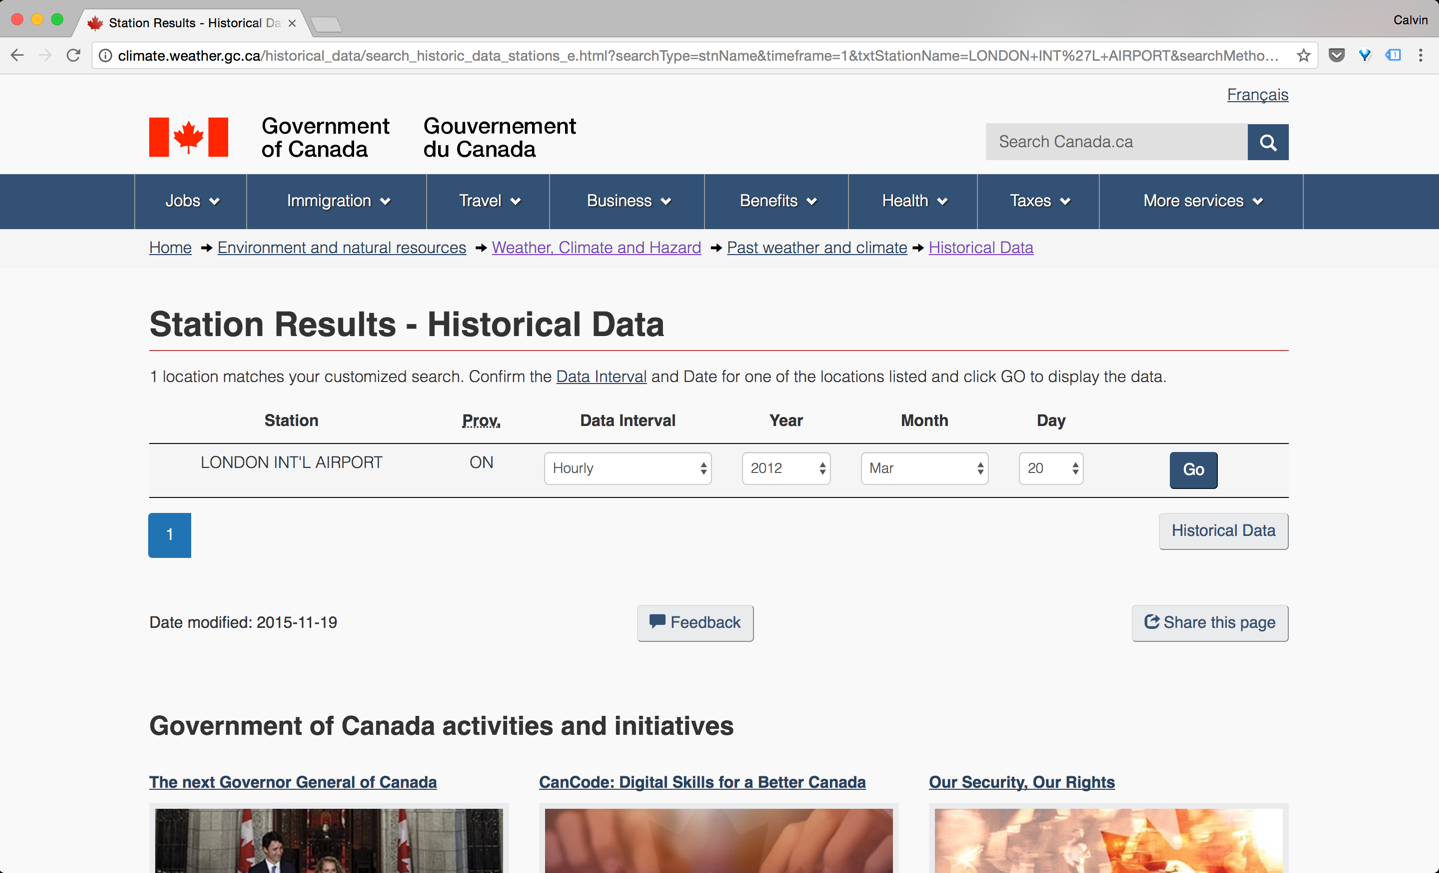 Station Results - Historical Da
Calvin
climate.weather.gc.ca/historical_data/search_historic_data_stations_e.html?searchType=stnName&timeframe=1&txtStationName=LONDON+INT%27L+AIRPORT&searchMetho...
Français
Government of Canada
Gouvernement du Canada
Search Canada.ca
Jobs Immigration Travel Business Benefits Health Taxes More services
Home Environment and natural resources Weather, Climate and Hazard Past weather and climate Historical Data
Station Results - Historical Data
1 location matches your customized search. Confirm the Data Interval and Date for one of the locations listed and click GO to display the data.
Station Prov. Data Interval Year Month Day
LONDON INT'L AIRPORT ON Hourly 2012 Mar 20 Go
1 Historical Data
Date modified: 2015-11-19 Feedback Share this page
Government of Canada activities and initiatives
The next Governor General of Canada CanCode: Digital Skills for a Better Canada Our Security, Our Rights